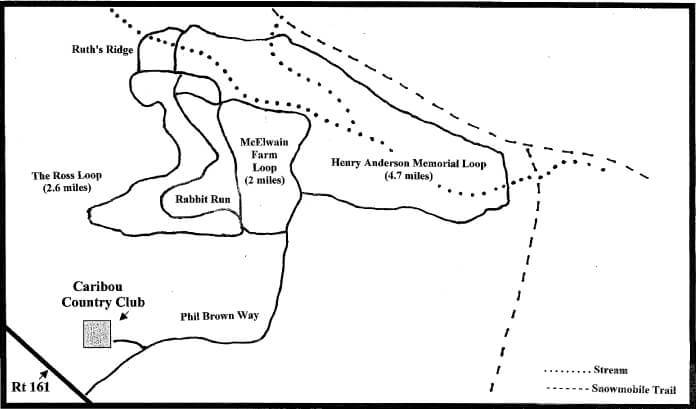 Ruth's Ridge
McElwain
Farm
Loop
(2 miles)
Henry Anderson Memorial Loop
(4.7 miles)
The Ross Loop
(2.6 miles)
Rabbit Run
Caribou
Country Club
Phil Brown Way
Rt 161
Stream
Snowmobile Trail